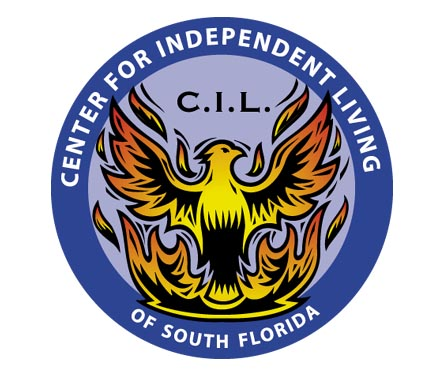 CENTER FOR INDEPENDENT LIVING
C.I.L.
OF SOUTH FLORIDA